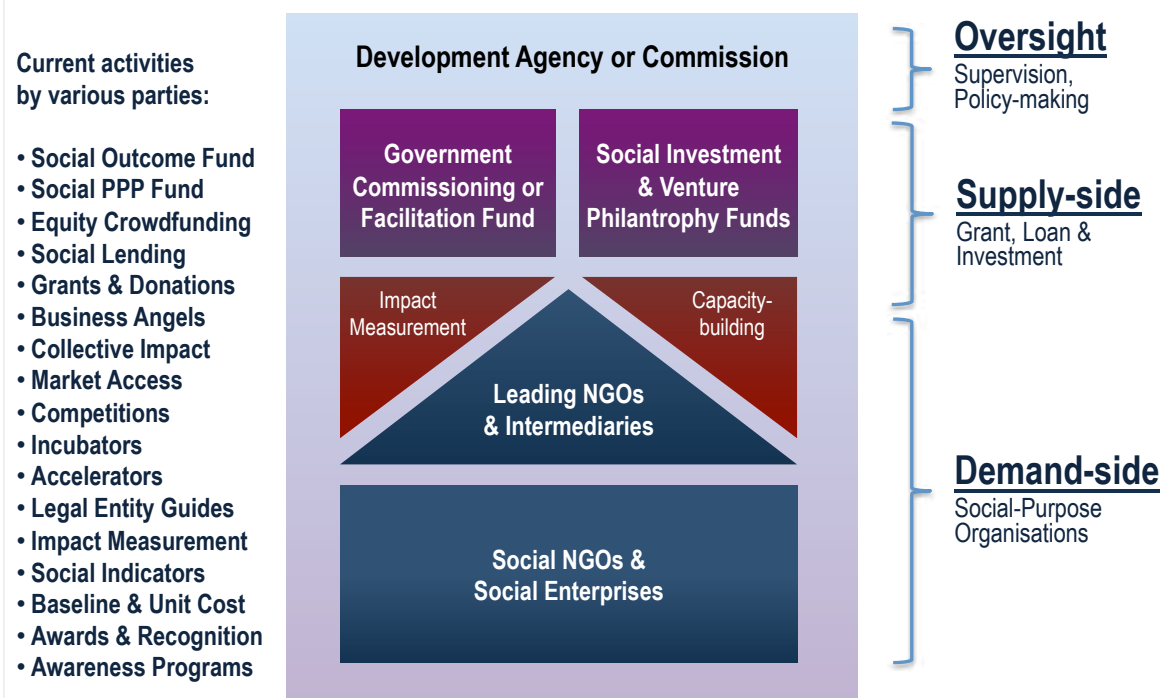 Current activities
by various parties:
• Social Outcome Fund
• Social PPP Fund
• Equity Crowdfunding
• Social Lending
• Grants & Donations
• Business Angels
• Collective Impact
• Market Access
• Competitions
• Incubators
• Accelerators
• Legal Entity Guides
• Impact Measurement
• Social Indicators
• Baseline & Unit Cost
• Awards & Recognition
• Awareness Programs
Development Agency or Commission
Government
Commissioning or
Facilitation Fund
Social Investment
& Venture
Philantrophy Funds
Impact
Measurement
Capacity-
building
Leading NGOs
& Intermediaries
Social NGOs &
Social Enterprises
Oversight
Supervision,
Policy-making
Supply-side
Grant, Loan &
Investment
Demand-side
Social-Purpose
Organisations